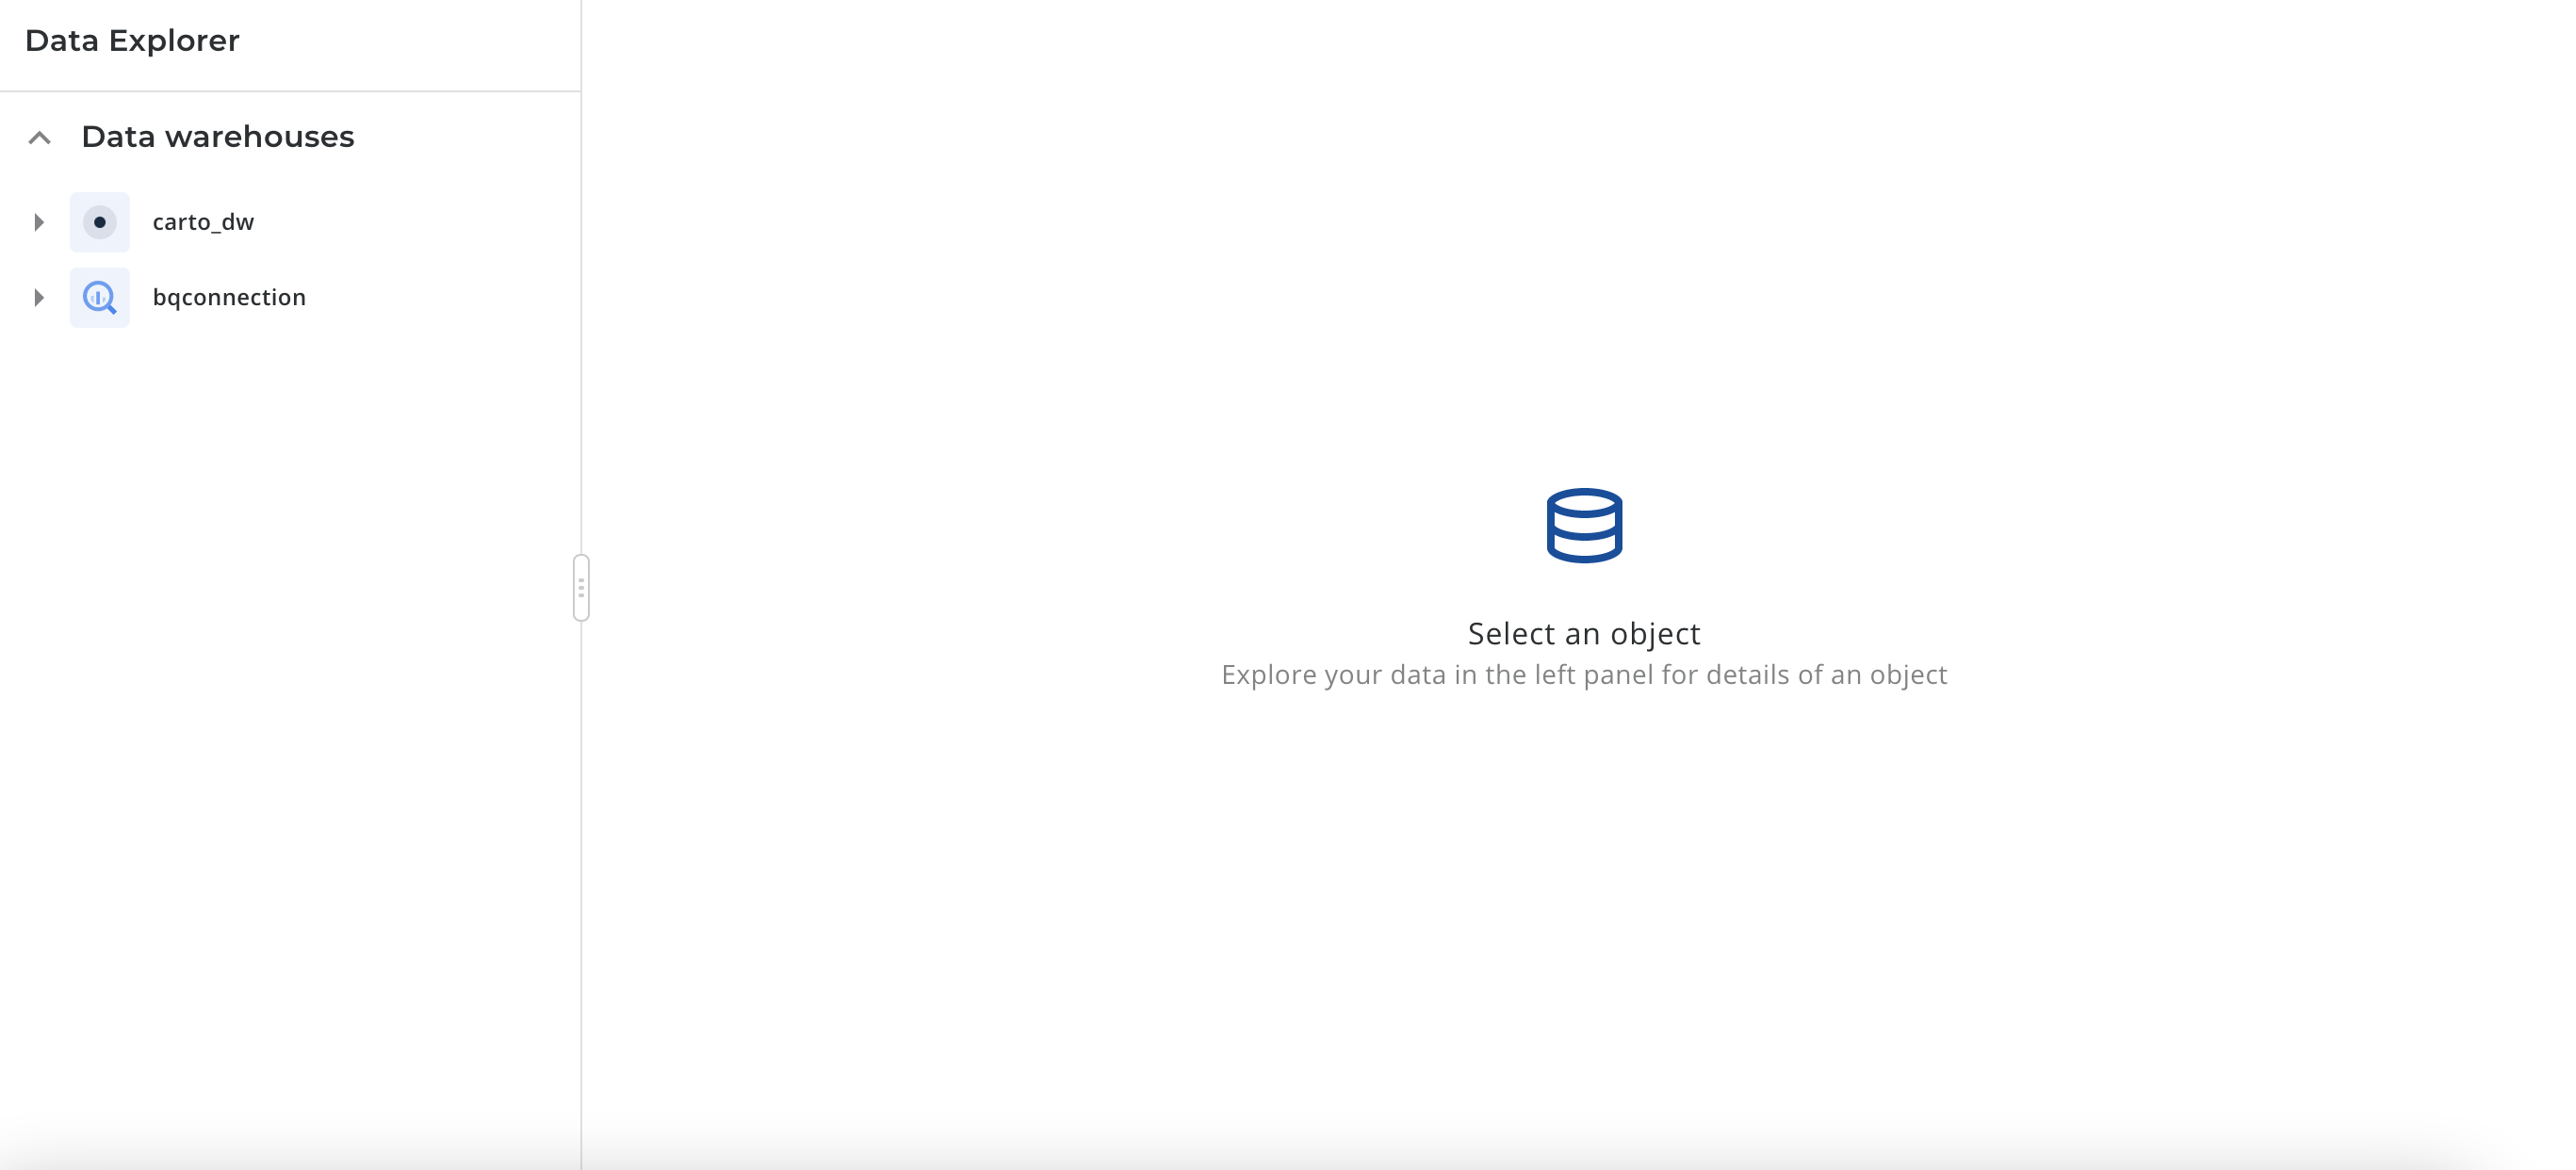 Data Explorer
Data warehouses
carto_dw
bqconnection
Select an object
Explore your data in the left panel for details of an object